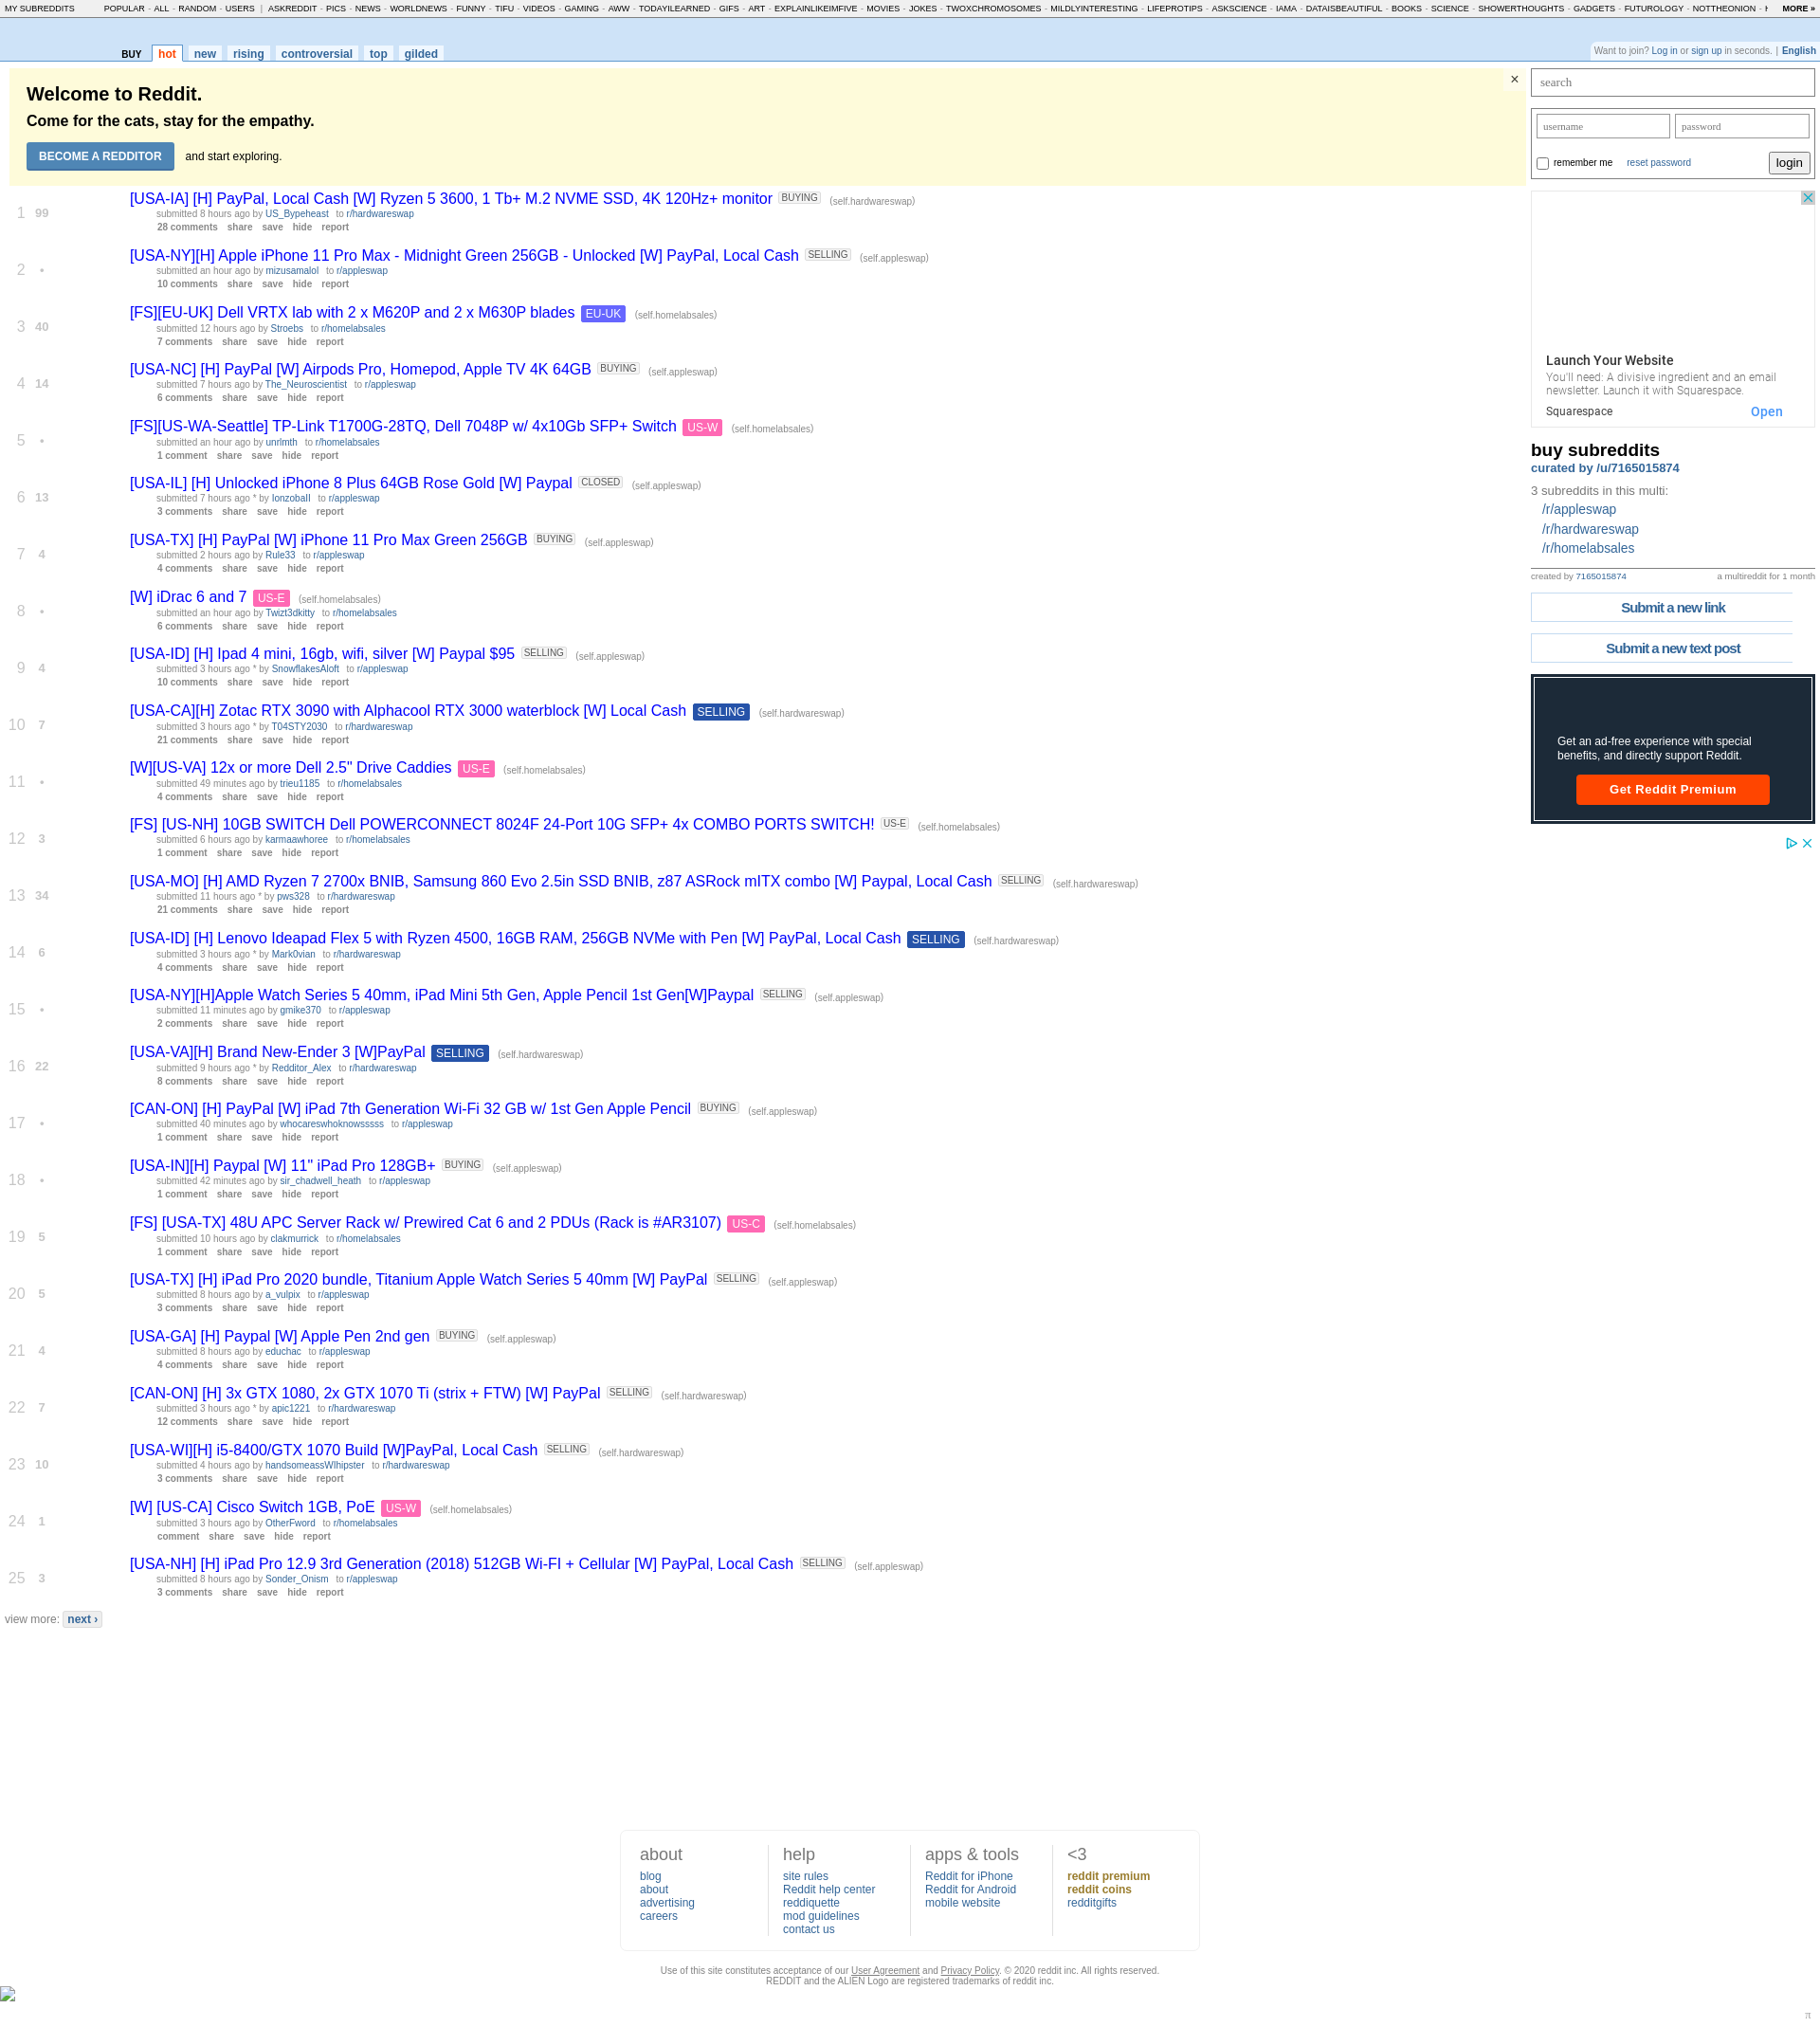 MY SUBREDDITS POPULAR - ALL - RANDOM - USERS | ASKREDDIT - PICS - NEWS - WORLDNEWS - FUNNY - TIFU - VIDEOS - GAMING - AWW - TODAYILEARNED - GIFS - ART - EXPLAINLIKEIMFIVE - MOVIES - JOKES - TWOXCHROMOSOMES - MILDLYINTERESTING - LIFEPROTIPS - ASKSCIENCE - IAMA - DATAISBEAUTIFUL - BOOKS - SCIENCE - SHOWERTHOUGHTS - GADGETS - FUTUROLOGY - NOTTHEONION - MORE »
BUY hot new rising controversial top gilded
Want to join? Log in or sign up in seconds. | English
Welcome to Reddit.
Come for the cats, stay for the empathy.
BECOME A REDDITOR and start exploring.
×
1 99 [USA-IA] [H] PayPal, Local Cash [W] Ryzen 5 3600, 1 Tb+ M.2 NVME SSD, 4K 120Hz+ monitor BUYING (self.hardwareswap)
submitted 8 hours ago by US_Bypeheast to r/hardwareswap
28 comments share save hide report
2 • [USA-NY][H] Apple iPhone 11 Pro Max - Midnight Green 256GB - Unlocked [W] PayPal, Local Cash SELLING (self.appleswap)
submitted an hour ago by mizusamalol to r/appleswap
10 comments share save hide report
3 40 [FS][EU-UK] Dell VRTX lab with 2 x M620P and 2 x M630P blades EU-UK (self.homelabsales)
submitted 12 hours ago by Stroebs to r/homelabsales
7 comments share save hide report
4 14 [USA-NC] [H] PayPal [W] Airpods Pro, Homepod, Apple TV 4K 64GB BUYING (self.appleswap)
submitted 7 hours ago by The_Neuroscientist to r/appleswap
6 comments share save hide report
5 • [FS][US-WA-Seattle] TP-Link T1700G-28TQ, Dell 7048P w/ 4x10Gb SFP+ Switch US-W (self.homelabsales)
submitted an hour ago by unrlmth to r/homelabsales
1 comment share save hide report
6 13 [USA-IL] [H] Unlocked iPhone 8 Plus 64GB Rose Gold [W] Paypal CLOSED (self.appleswap)
submitted 7 hours ago * by lonzoball to r/appleswap
3 comments share save hide report
7 4 [USA-TX] [H] PayPal [W] iPhone 11 Pro Max Green 256GB BUYING (self.appleswap)
submitted 2 hours ago by Rule33 to r/appleswap
4 comments share save hide report
8 • [W] iDrac 6 and 7 US-E (self.homelabsales)
submitted an hour ago by Twizt3dkitty to r/homelabsales
6 comments share save hide report
9 4 [USA-ID] [H] Ipad 4 mini, 16gb, wifi, silver [W] Paypal $95 SELLING (self.appleswap)
submitted 3 hours ago * by SnowflakesAloft to r/appleswap
10 comments share save hide report
10 7 [USA-CA][H] Zotac RTX 3090 with Alphacool RTX 3000 waterblock [W] Local Cash SELLING (self.hardwareswap)
submitted 3 hours ago * by T04STY2030 to r/hardwareswap
21 comments share save hide report
11 • [W][US-VA] 12x or more Dell 2.5" Drive Caddies US-E (self.homelabsales)
submitted 49 minutes ago by trieu1185 to r/homelabsales
4 comments share save hide report
12 3 [FS] [US-NH] 10GB SWITCH Dell POWERCONNECT 8024F 24-Port 10G SFP+ 4x COMBO PORTS SWITCH! US-E (self.homelabsales)
submitted 6 hours ago by karmaawhoree to r/homelabsales
1 comment share save hide report
13 34 [USA-MO] [H] AMD Ryzen 7 2700x BNIB, Samsung 860 Evo 2.5in SSD BNIB, z87 ASRock mITX combo [W] Paypal, Local Cash SELLING (self.hardwareswap)
submitted 11 hours ago * by pws328 to r/hardwareswap
21 comments share save hide report
14 6 [USA-ID] [H] Lenovo Ideapad Flex 5 with Ryzen 4500, 16GB RAM, 256GB NVMe with Pen [W] PayPal, Local Cash SELLING (self.hardwareswap)
submitted 3 hours ago * by Mark0vian to r/hardwareswap
4 comments share save hide report
15 • [USA-NY][H]Apple Watch Series 5 40mm, iPad Mini 5th Gen, Apple Pencil 1st Gen[W]Paypal SELLING (self.appleswap)
submitted 11 minutes ago by gmike370 to r/appleswap
2 comments share save hide report
16 22 [USA-VA][H] Brand New-Ender 3 [W]PayPal SELLING (self.hardwareswap)
submitted 9 hours ago * by Redditor_Alex to r/hardwareswap
8 comments share save hide report
17 • [CAN-ON] [H] PayPal [W] iPad 7th Generation Wi-Fi 32 GB w/ 1st Gen Apple Pencil BUYING (self.appleswap)
submitted 40 minutes ago by whocareswhoknowsssss to r/appleswap
1 comment share save hide report
18 • [USA-IN][H] Paypal [W] 11" iPad Pro 128GB+ BUYING (self.appleswap)
submitted 42 minutes ago by sir_chadwell_heath to r/appleswap
1 comment share save hide report
19 5 [FS] [USA-TX] 48U APC Server Rack w/ Prewired Cat 6 and 2 PDUs (Rack is #AR3107) US-C (self.homelabsales)
submitted 10 hours ago by clakmurrick to r/homelabsales
1 comment share save hide report
20 5 [USA-TX] [H] iPad Pro 2020 bundle, Titanium Apple Watch Series 5 40mm [W] PayPal SELLING (self.appleswap)
submitted 8 hours ago by a_vulpix to r/appleswap
3 comments share save hide report
21 4 [USA-GA] [H] Paypal [W] Apple Pen 2nd gen BUYING (self.appleswap)
submitted 8 hours ago by educhac to r/appleswap
4 comments share save hide report
22 7 [CAN-ON] [H] 3x GTX 1080, 2x GTX 1070 Ti (strix + FTW) [W] PayPal SELLING (self.hardwareswap)
submitted 3 hours ago * by apic1221 to r/hardwareswap
12 comments share save hide report
23 10 [USA-WI][H] i5-8400/GTX 1070 Build [W]PayPal, Local Cash SELLING (self.hardwareswap)
submitted 4 hours ago by handsomeassWIhipster to r/hardwareswap
3 comments share save hide report
24 1 [W] [US-CA] Cisco Switch 1GB, PoE US-W (self.homelabsales)
submitted 3 hours ago by OtherFword to r/homelabsales
comment share save hide report
25 3 [USA-NH] [H] iPad Pro 12.9 3rd Generation (2018) 512GB Wi-FI + Cellular [W] PayPal, Local Cash SELLING (self.appleswap)
submitted 8 hours ago by Sonder_Onism to r/appleswap
3 comments share save hide report
view more: next ›
search
username password
remember me reset password login
Launch Your Website
You'll need: A divisive ingredient and an email
newsletter. Launch it with Squarespace.
Squarespace Open
buy subreddits
curated by /u/7165015874
3 subreddits in this multi:
/r/appleswap
/r/hardwareswap
/r/homelabsales
created by 7165015874 a multireddit for 1 month
Submit a new link
Submit a new text post
Get an ad-free experience with special
benefits, and directly support Reddit.
Get Reddit Premium
about
blog
about
advertising
careers
help
site rules
Reddit help center
reddiquette
mod guidelines
contact us
apps & tools
Reddit for iPhone
Reddit for Android
mobile website
<3
reddit premium
reddit coins
redditgifts
Use of this site constitutes acceptance of our User Agreement and Privacy Policy. © 2020 reddit inc. All rights reserved.
REDDIT and the ALIEN Logo are registered trademarks of reddit inc.
π